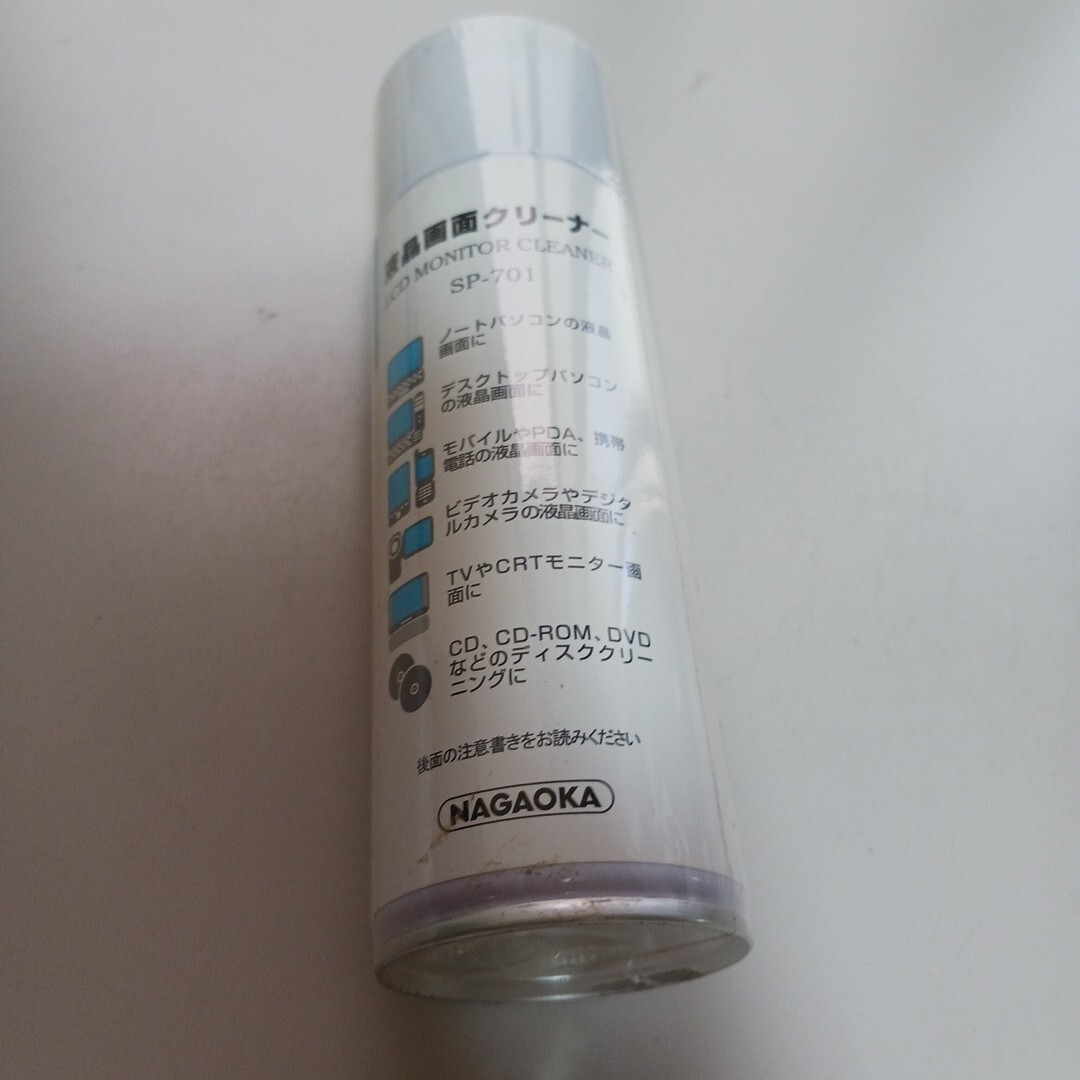 液晶画面クリーナー
LCD MONITOR CLEANER
SP-701
ノートパソコンの液晶
画面に
デスクトップパソコン
の液晶画面に
モバイルやPDA、携帯
電話の液晶画面に
ビデオカメラやデジタ
ルカメラの液晶画面に
TVやCRTモニター画
面に
CD、CD-ROM、DVD
などのディスククリー
ニングに
後面の注意書きをお読みください
NAGAOKA